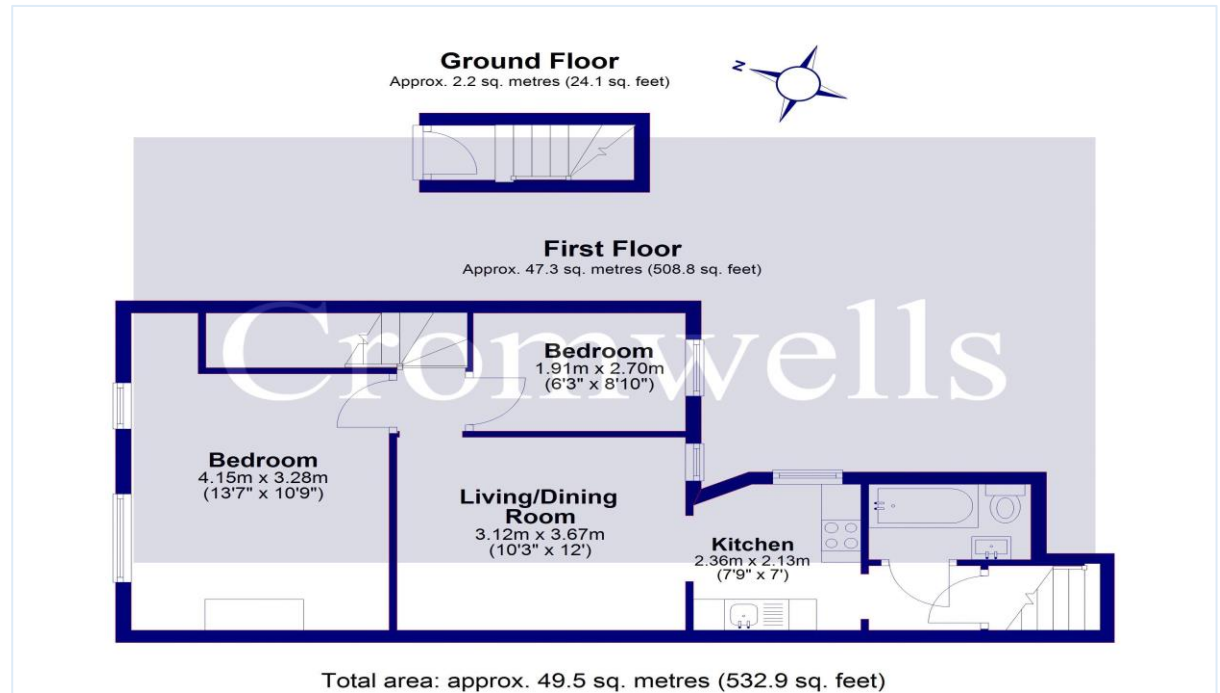 Ground Floor
Approx. 2.2 sq. metres (24.1 sq. feet)
N
First Floor
Approx. 47.3 sq. metres (508.8 sq. feet)
Cromwells
Bedroom
1.91m x 2.70m
(6'3" x 8'10")
Bedroom
4.15m x 3.28m
(13'7" x 10'9")
Living/Dining
Room
3.12m x 3.67m
(10'3" x 12')
Kitchen
2.36m x 2.13m
(7'9" x 7')
Total area: approx. 49.5 sq. metres (532.9 sq. feet)